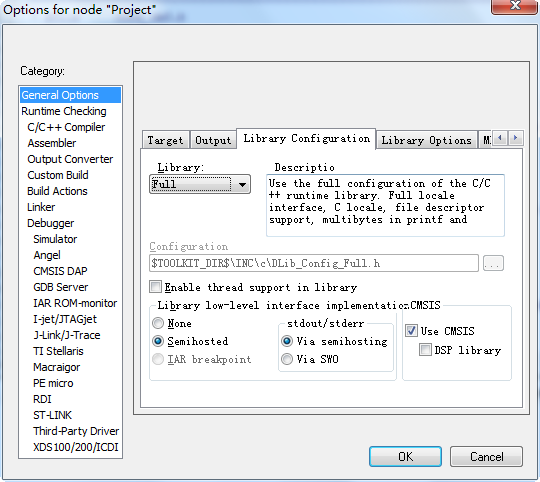 Options for node "Project"
Category:
General Options
Runtime Checking
C/C++ Compiler
Assembler
Output Converter
Custom Build
Build Actions
Linker
Debugger
Simulator
Angel
CMSIS DAP
GDB Server
IAR ROM-monitor
I-jet/JTAGjet
J-Link/J-Trace
TI Stellaris
Macraigor
PE micro
RDI
ST-LINK
Third-Party Driver
XDS100/200/ICDI
Target
Output
Library Configuration
Library Options
Library:
Full
Descriptio
Use the full configuration of the C/C
++ runtime library. Full locale
interface, C locale, file descriptor
support, multibytes in printf and
Configuration
$TOOLKIT_DIR$\INC\c\DLib_Config_Full.h
...
Enable thread support in library
Library low-level interface implementation
None
Semihosted
IAR breakpoint
stdout/stderr
Via semihosting
Via SWO
CMSIS
Use CMSIS
DSP library
OK
Cancel